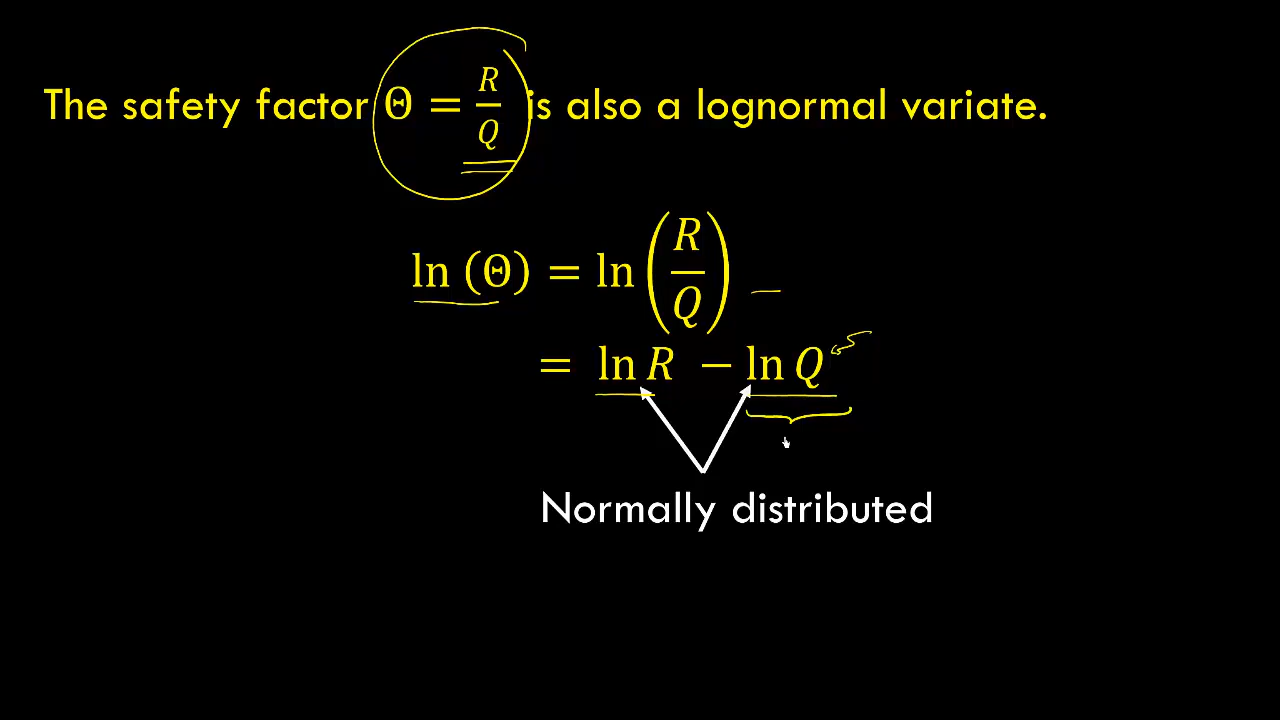 The safety factor Θ = R/Q is also a lognormal variate.
ln (Θ) = ln (R/Q)
= ln R − ln Q
Normally distributed